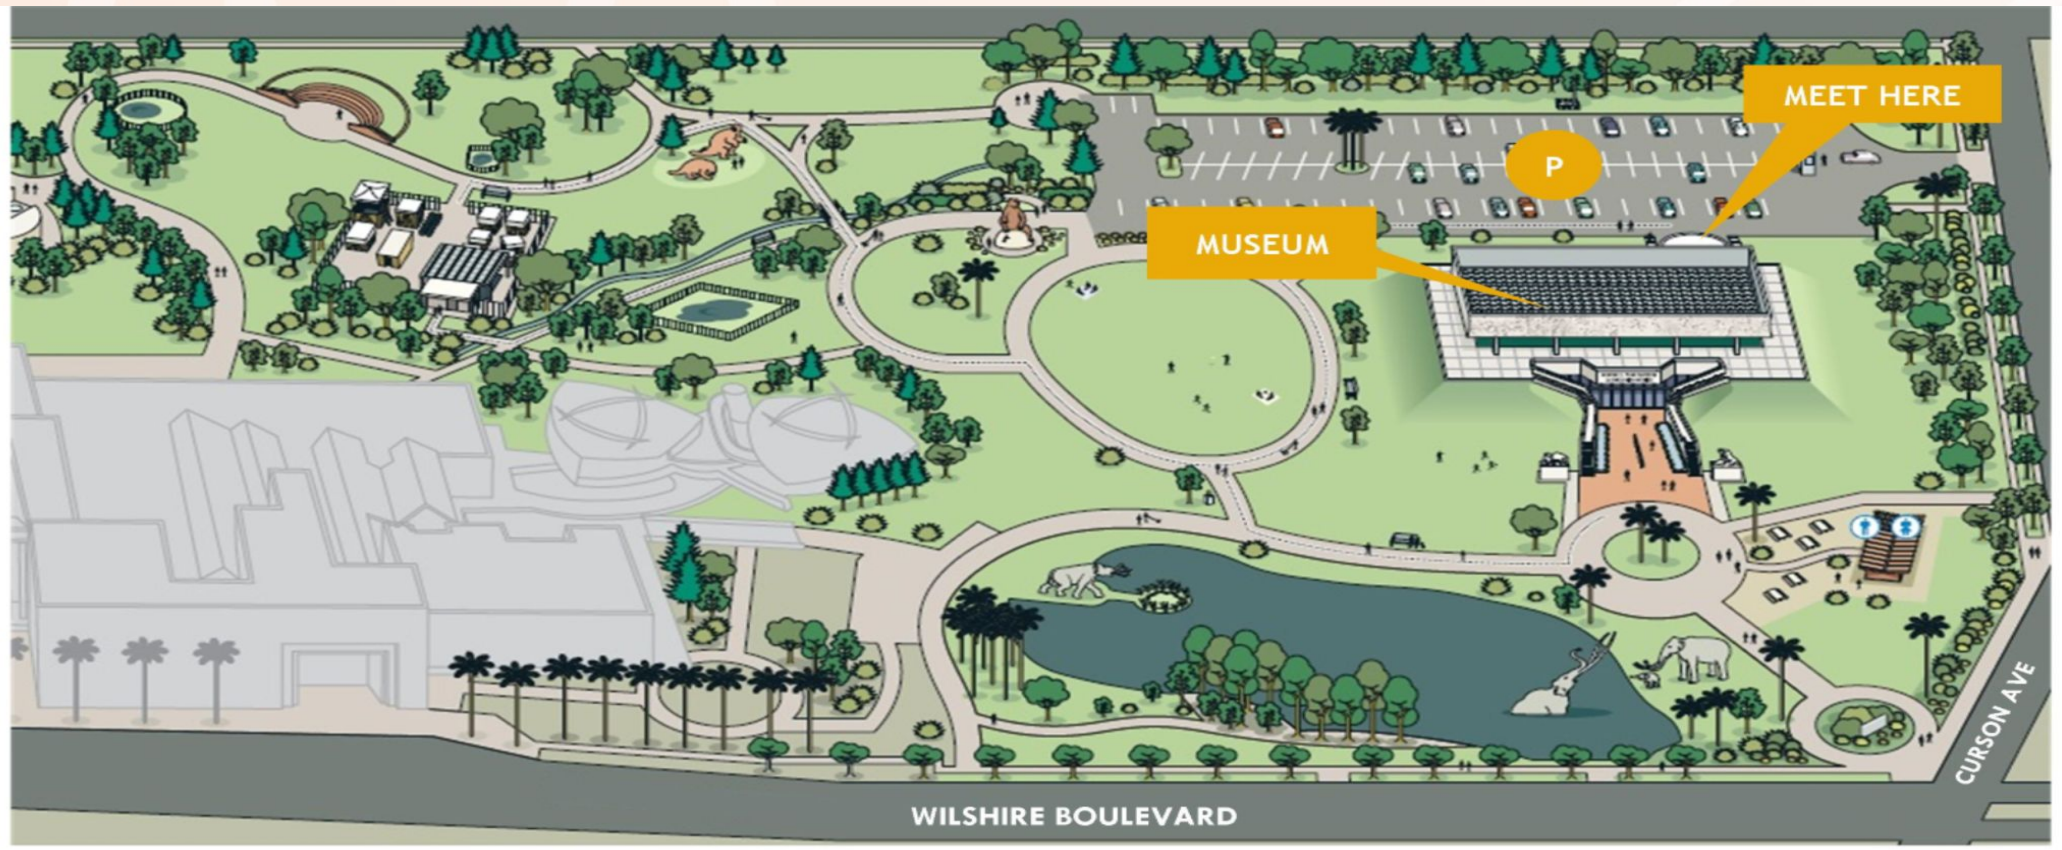 MEET HERE
P
MUSEUM
CURSON AVE
WILSHIRE BOULEVARD